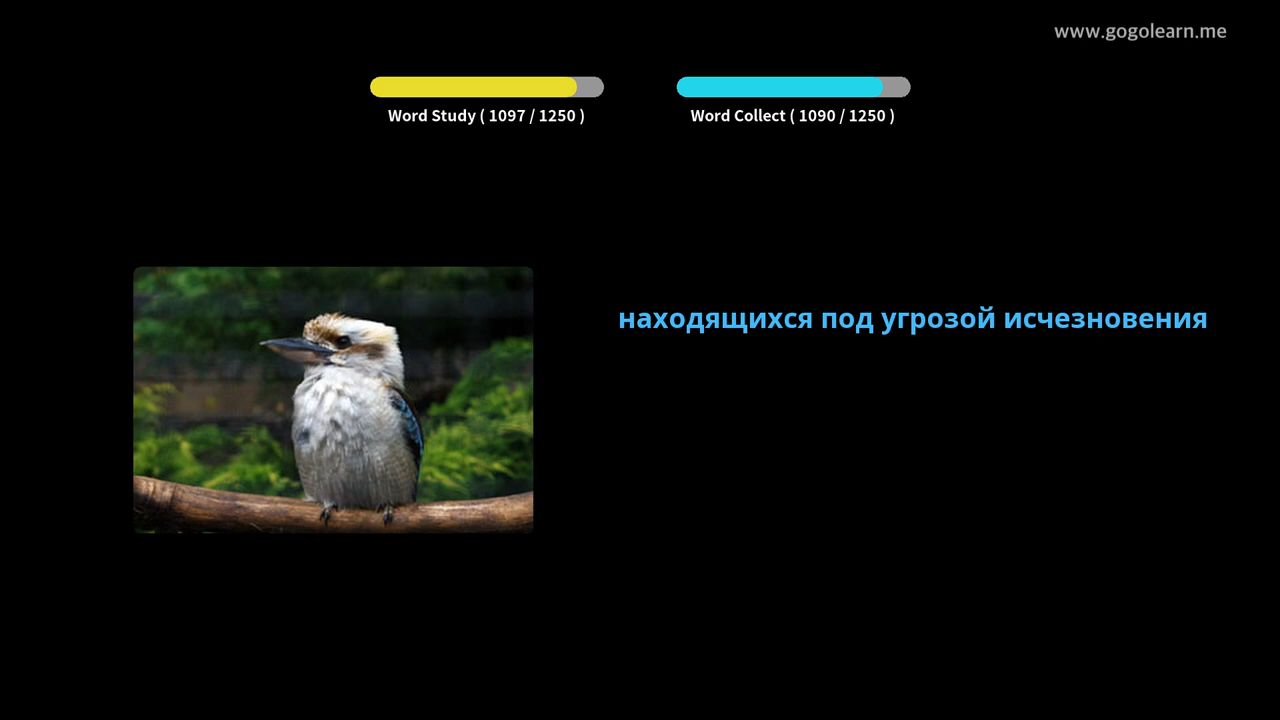 www.gogolearn.me
Word Study ( 1097 / 1250 )
Word Collect ( 1090 / 1250 )
находящихся под угрозой исчезновения